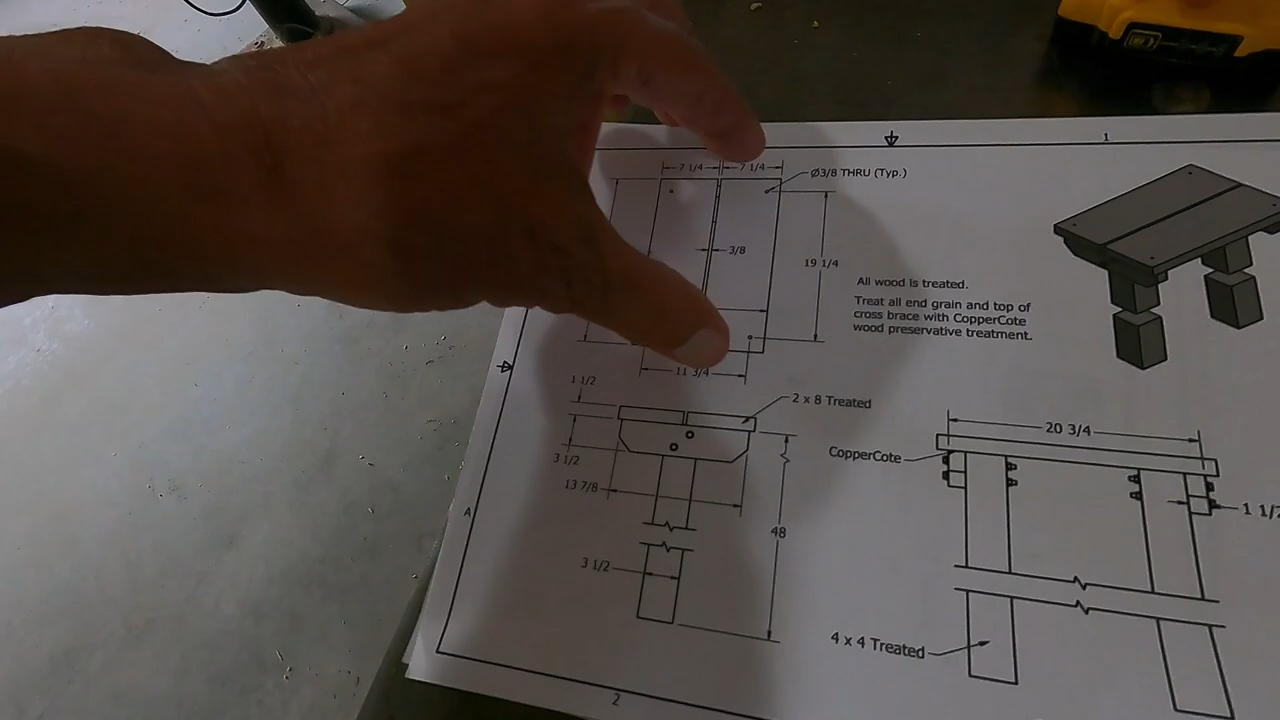 1
7 1/4
7 1/4
Ø3/8 THRU (Typ.)
3/8
19 1/4
11 3/4
All wood is treated.
Treat all end grain and top of
cross brace with CopperCote
wood preservative treatment.
1 1/2
2 x 8 Treated
3 1/2
13 7/8
48
3 1/2
A
20 3/4
CopperCote
1 1/2
4 x 4 Treated
2